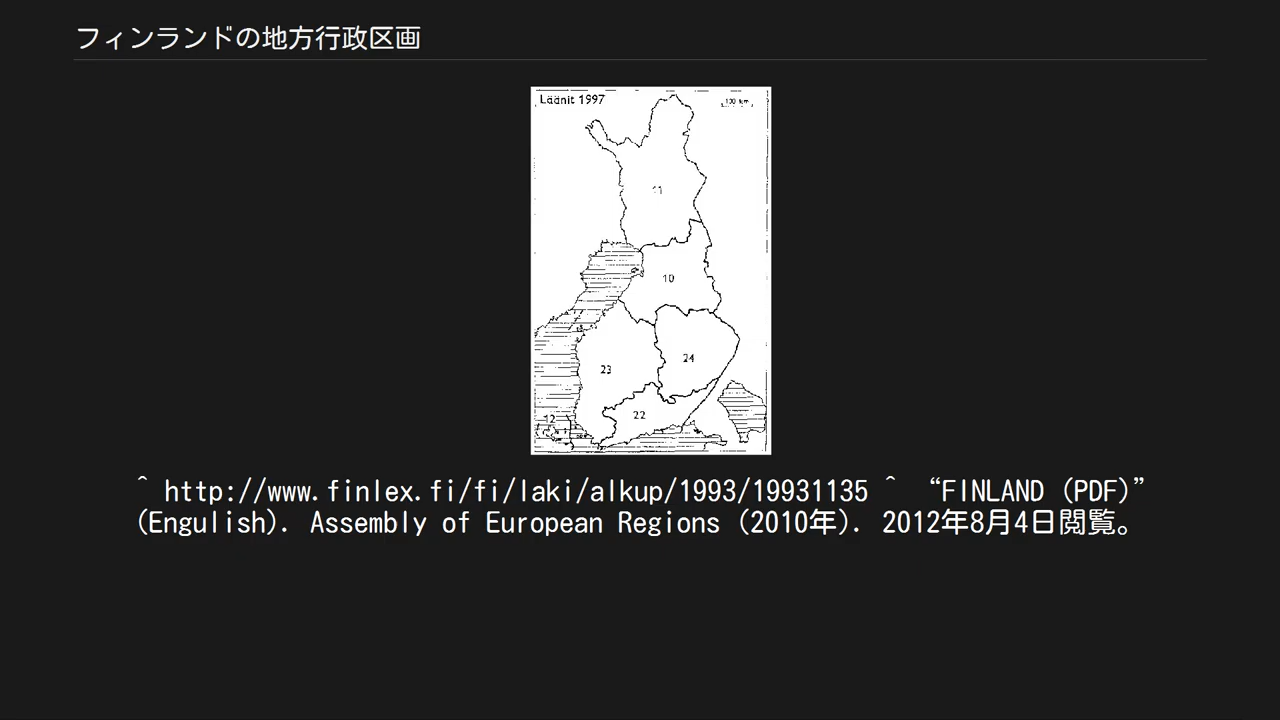 フィンランドの地方行政区画
Läänit 1997
100 km
11
10
24
23
12
22
^ http://www.finlex.fi/fi/laki/alkup/1993/19931135 ^ “FINLAND (PDF)”
(Engulish). Assembly of European Regions (2010年). 2012年8月4日閲覧。